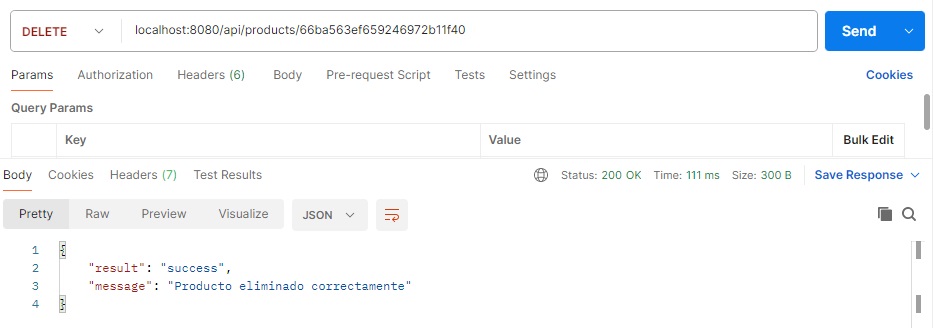 DELETE localhost:8080/api/products/66ba563ef659246972b11f40 Send
Params Authorization Headers (6) Body Pre-request Script Tests Settings Cookies
Query Params
Key Value Bulk Edit
Body Cookies Headers (7) Test Results Status: 200 OK Time: 111 ms Size: 300 B Save Response
Pretty Raw Preview Visualize JSON
1 {
2 "result": "success",
3 "message": "Producto eliminado correctamente"
4 }